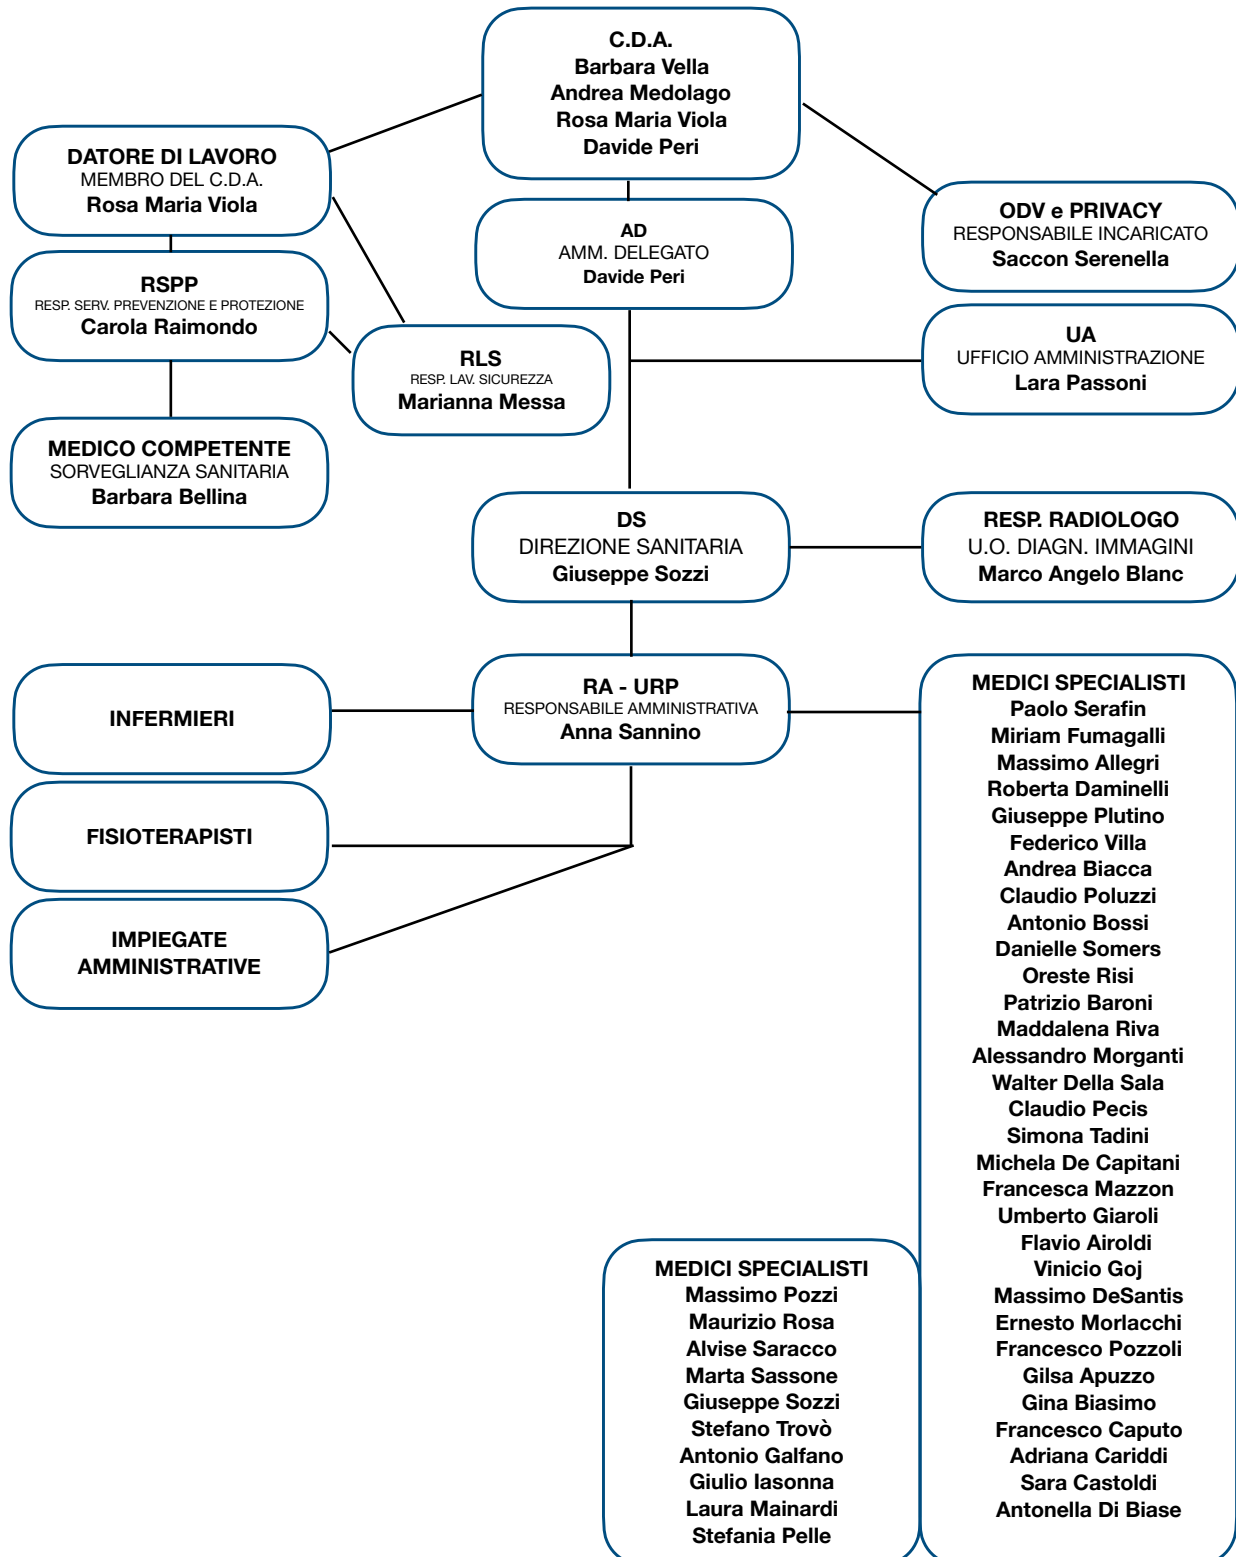 C.D.A.
Barbara Vella
Andrea Medolago
Rosa Maria Viola
Davide Peri
DATORE DI LAVORO
MEMBRO DEL C.D.A.
Rosa Maria Viola
AD
AMM. DELEGATO
Davide Peri
ODV e PRIVACY
RESPONSABILE INCARICATO
Saccon Serenella
RSPP
RESP. SERV. PREVENZIONE E PROTEZIONE
Carola Raimondo
RLS
RESP. LAV. SICUREZZA
Marianna Messa
UA
UFFICIO AMMINISTRAZIONE
Lara Passoni
MEDICO COMPETENTE
SORVEGLIANZA SANITARIA
Barbara Bellina
DS
DIREZIONE SANITARIA
Giuseppe Sozzi
RESP. RADIOLOGO
U.O. DIAGN. IMMAGINI
Marco Angelo Blanc
INFERMIERI
RA - URP
RESPONSABILE AMMINISTRATIVA
Anna Sannino
FISIOTERAPISTI
IMPIEGATE
AMMINISTRATIVE
MEDICI SPECIALISTI
Paolo Serafin
Miriam Fumagalli
Massimo Allegri
Roberta Daminelli
Giuseppe Plutino
Federico Villa
Andrea Biacca
Claudio Poluzzi
Antonio Bossi
Danielle Somers
Oreste Risi
Patrizio Baroni
Maddalena Riva
Alessandro Morganti
Walter Della Sala
Claudio Pecis
Simona Tadini
Michela De Capitani
Francesca Mazzon
Umberto Giaroli
Flavio Airoldi
Vinicio Goj
Massimo DeSantis
Ernesto Morlacchi
Francesco Pozzoli
Gilsa Apuzzo
Gina Biasimo
Francesco Caputo
Adriana Cariddi
Sara Castoldi
Antonella Di Biase
MEDICI SPECIALISTI
Massimo Pozzi
Maurizio Rosa
Alvise Saracco
Marta Sassone
Giuseppe Sozzi
Stefano Trovò
Antonio Galfano
Giulio Iasonna
Laura Mainardi
Stefania Pelle